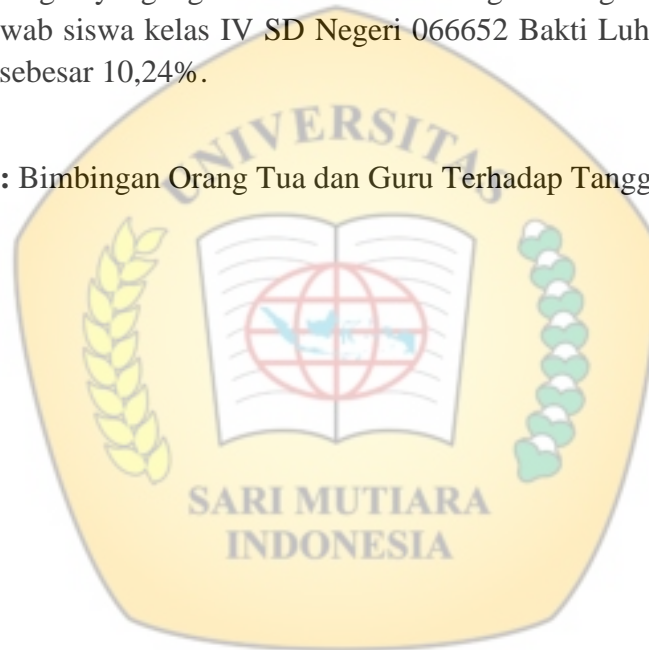 wab siswa kelas IV SD Negeri 066652 Bakti Luh
sebesar 10,24%.
: Bimbingan Orang Tua dan Guru Terhadap Tangg
UNIVERSITAS
SARI MUTIARA
INDONESIA